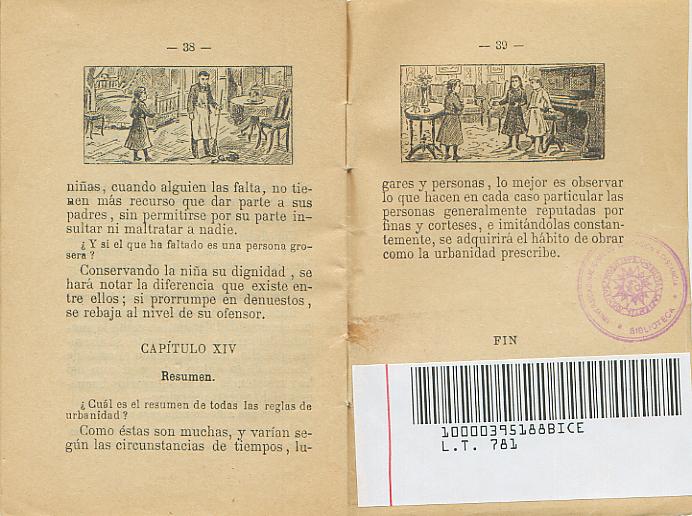 — 38 —
niñas, cuando alguien las falta, no tie-
nen más recurso que dar parte a sus
padres, sin permitirse por su parte in-
sultar ni maltratar a nadie.
¿Y si el que ha faltado es una persona gro-
sera?
Conservando la niña su dignidad, se
hará notar la diferencia que existe en-
tre ellos; si prorrumpe en denuestos,
se rebaja al nivel de su ofensor.
CAPÍTULO XIV
Resumen.
¿Cuál es el resumen de todas las reglas de
urbanidad?
Como éstas son muchas, y varían se-
gún las circunstancias de tiempos, lu-
— 39 —
gares y personas, lo mejor es observar
lo que hacen en cada caso particular las
personas generalmente reputadas por
finas y corteses, e imitándolas constan-
temente, se adquirirá el hábito de obrar
como la urbanidad prescribe.
BIBLIOTECA
FIN
10000395188BICE
L.T. 781